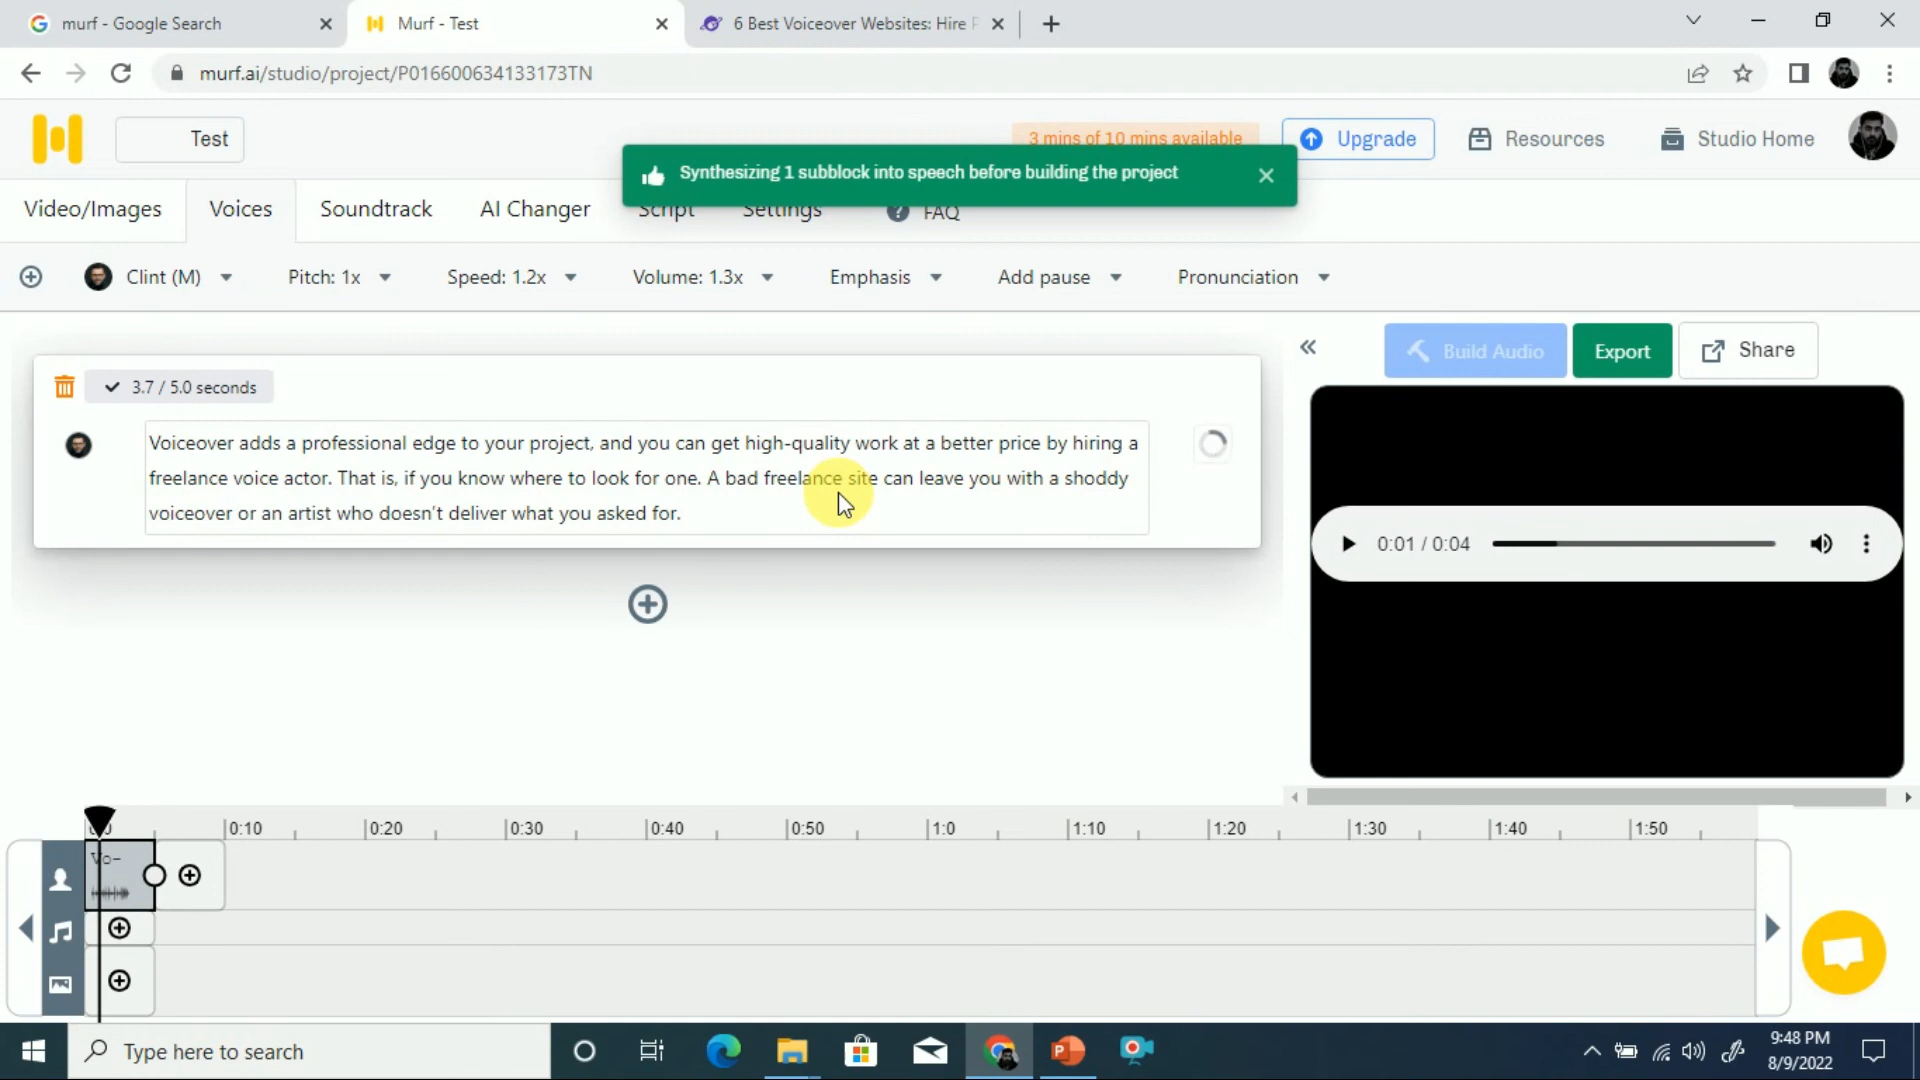 murf - Google Search
Murf - Test
6 Best Voiceover Websites: Hire F
murf.ai/studio/project/P016600634133173TN
Test
3 mins of 10 mins available
Upgrade
Resources
Studio Home
Synthesizing 1 subblock into speech before building the project
Video/Images
Voices
Soundtrack
AI Changer
Script
Settings
FAQ
Clint (M)
Pitch: 1x
Speed: 1.2x
Volume: 1.3x
Emphasis
Add pause
Pronunciation
Build Audio
Export
Share
3.7 / 5.0 seconds
Voiceover adds a professional edge to your project, and you can get high-quality work at a better price by hiring a
freelance voice actor. That is, if you know where to look for one. A bad freelance site can leave you with a shoddy
voiceover or an artist who doesn't deliver what you asked for.
0:01 / 0:04
0:10
0:20
0:30
0:40
0:50
1:0
1:10
1:20
1:30
1:40
1:50
Vo-
Type here to search
9:48 PM
8/9/2022